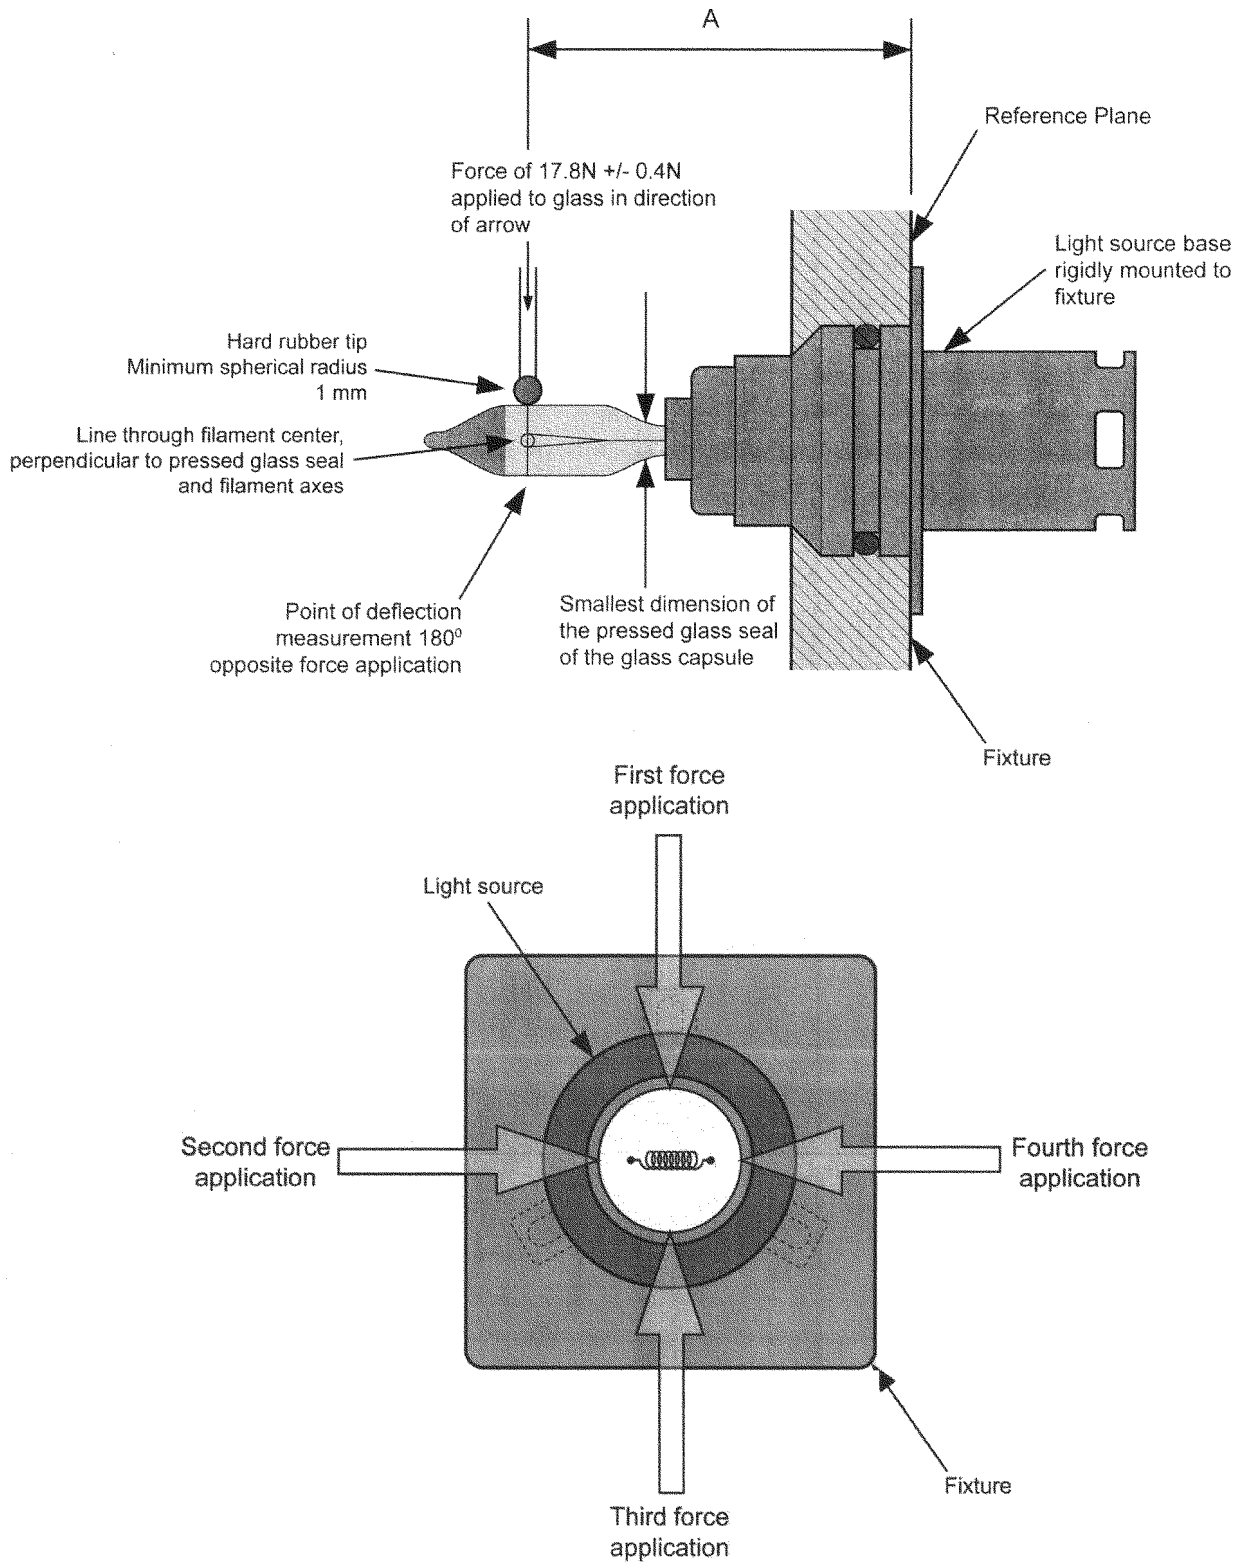 A
Reference Plane
Force of 17.8N +/- 0.4N
applied to glass in direction
of arrow
Light source base
rigidly mounted to
fixture
Hard rubber tip
Minimum spherical radius
1 mm
Line through filament center,
perpendicular to pressed glass seal
and filament axes
Point of deflection
measurement 180⁰
opposite force application
Smallest dimension of
the pressed glass seal
of the glass capsule
Fixture
First force
application
Light source
Second force
application
Fourth force
application
Fixture
Third force
application